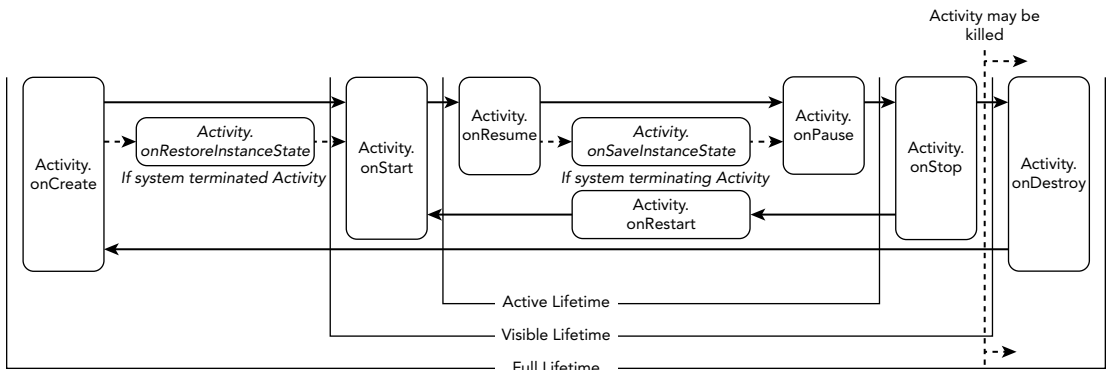 Activity may be
killed
Activity.
onCreate
Activity.
onRestoreInstanceState
If system terminated Activity
Activity.
onStart
Activity.
onResume
Activity.
onSaveInstanceState
If system terminating Activity
Activity.
onRestart
Activity.
onPause
Activity.
onStop
Activity.
onDestroy
Active Lifetime
Visible Lifetime
Full Lifetime